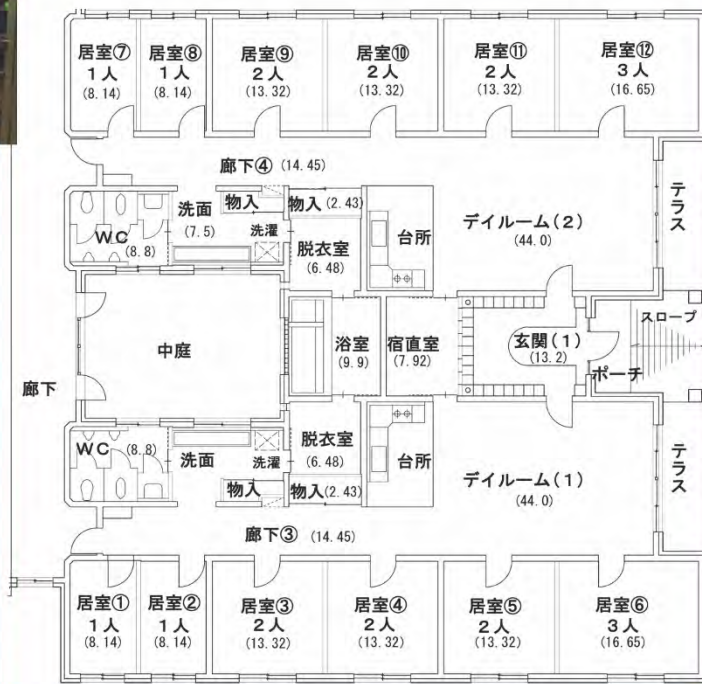 居室⑦
1人
(8.14)
居室⑧
1人
(8.14)
居室⑨
2人
(13.32)
居室⑩
2人
(13.32)
居室⑪
2人
(13.32)
居室⑫
3人
(16.65)
廊下④ (14.45)
WC
(8.8)
洗面
(7.5)
物入
洗濯
物入(2.43)
脱衣室
(6.48)
台所
デイルーム(2)
(44.0)
テラス
中庭
浴室
(9.9)
宿直室
(7.92)
玄関(1)
(13.2)
ポーチ
スロープ
廊下
WC
(8.8)
洗面
洗濯
物入
脱衣室
(6.48)
物入(2.43)
台所
デイルーム(1)
(44.0)
テラス
廊下③ (14.45)
居室①
1人
(8.14)
居室②
1人
(8.14)
居室③
2人
(13.32)
居室④
2人
(13.32)
居室⑤
2人
(13.32)
居室⑥
3人
(16.65)